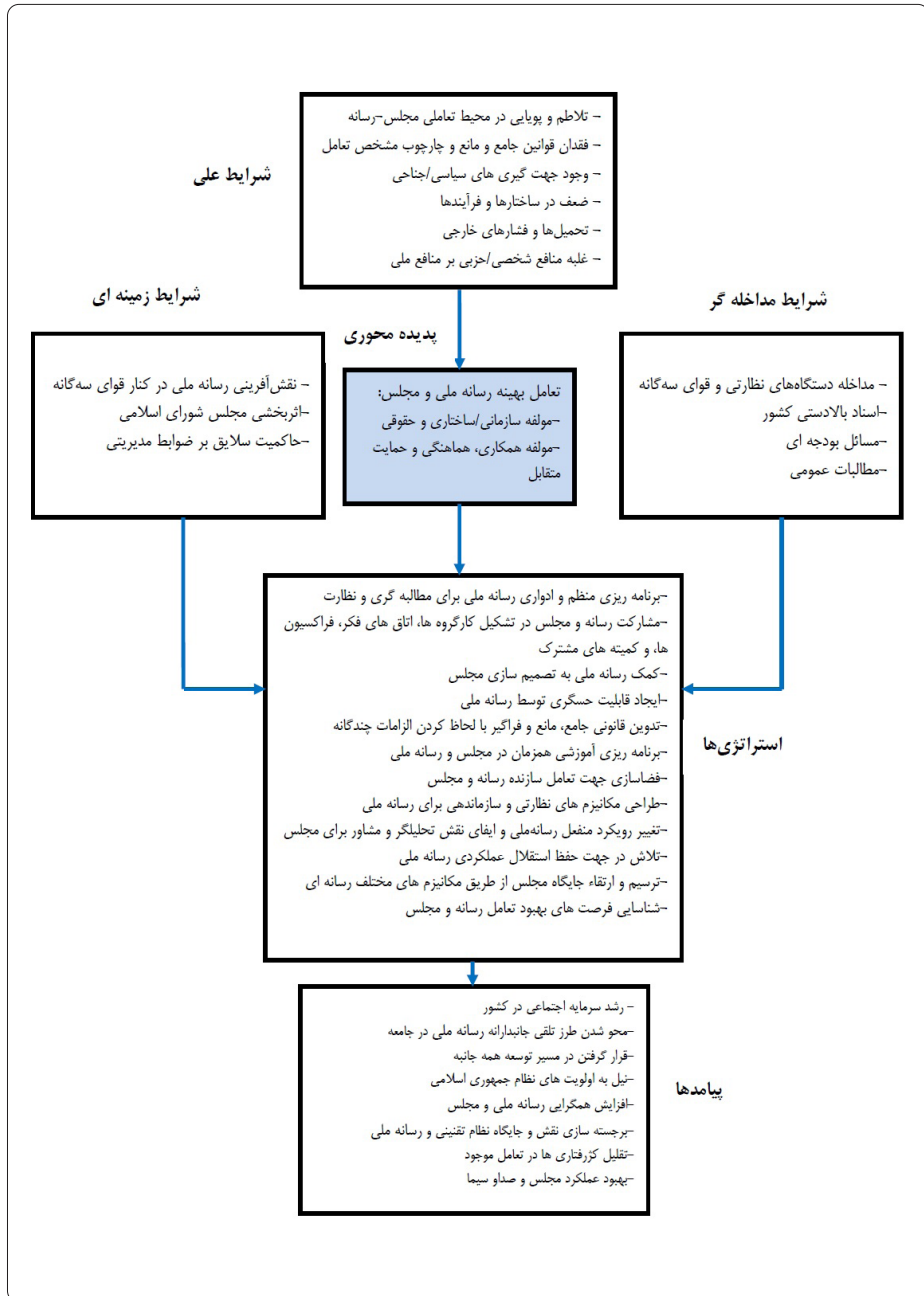 - تلاطم و پویایی در محیط تعاملی مجلس-رسانه
- فقدان قوانین جامع و مانع و چارچوب مشخص تعامل
- وجود جهت گیری های سیاسی/جناحی
- ضعف در ساختارها و فرآیندها
- تحمیل‌ها و فشارهای خارجی
- غلبه منافع شخصی/حزبی بر منافع ملی
شرایط علی
شرایط مداخله گر
- مداخله دستگاه‌های نظارتی و قوای سه‌گانه
-اسناد بالادستی کشور
-مسائل بودجه ای
-مطالبات عمومی
پدیده محوری
تعامل بهینه رسانه ملی و مجلس:
-مولفه سازمانی/ساختاری و حقوقی
-مولفه همکاری، هماهنگی و حمایت
متقابل
شرایط زمینه ای
- نقش‌آفرینی رسانه ملی در کنار قوای سه‌گانه
-اثربخشی مجلس شورای اسلامی
-حاکمیت سلایق بر ضوابط مدیریتی
استراتژی‌ها
-برنامه ریزی منظم و ادواری رسانه ملی برای مطالبه گری و نظارت
-مشارکت رسانه و مجلس در تشکیل کارگروه ها، اتاق های فکر، فراکسیون
ها، و کمیته های مشترک
-کمک رسانه ملی به تصمیم سازی مجلس
-ایجاد قابلیت حسگری توسط رسانه ملی
-تدوین قانونی جامع، مانع و فراگیر با لحاظ کردن الزامات چندگانه
-برنامه ریزی آموزشی همزمان در مجلس و رسانه ملی
-فضاسازی جهت تعامل سازنده رسانه و مجلس
-طراحی مکانیزم های نظارتی و سازماندهی برای رسانه ملی
-تغییر رویکرد منفعل رسانه‌ملی و ایفای نقش تحلیلگر و مشاور برای مجلس
-تلاش در جهت حفظ استقلال عملکردی رسانه ملی
-ترسیم و ارتقاء جایگاه مجلس از طریق مکانیزم های مختلف رسانه ای
-شناسایی فرصت های بهبود تعامل رسانه و مجلس
پیامدها
- رشد سرمایه اجتماعی در کشور
-محو شدن طرز تلقی جانبدارانه رسانه ملی در جامعه
-قرار گرفتن در مسیر توسعه همه جانبه
-نیل به اولویت های نظام جمهوری اسلامی
-افزایش همگرایی رسانه ملی و مجلس
-برجسته سازی نقش و جایگاه نظام تقنینی و رسانه ملی
-تقلیل کژرفتاری ها در تعامل موجود
-بهبود عملکرد مجلس و صداو سیما